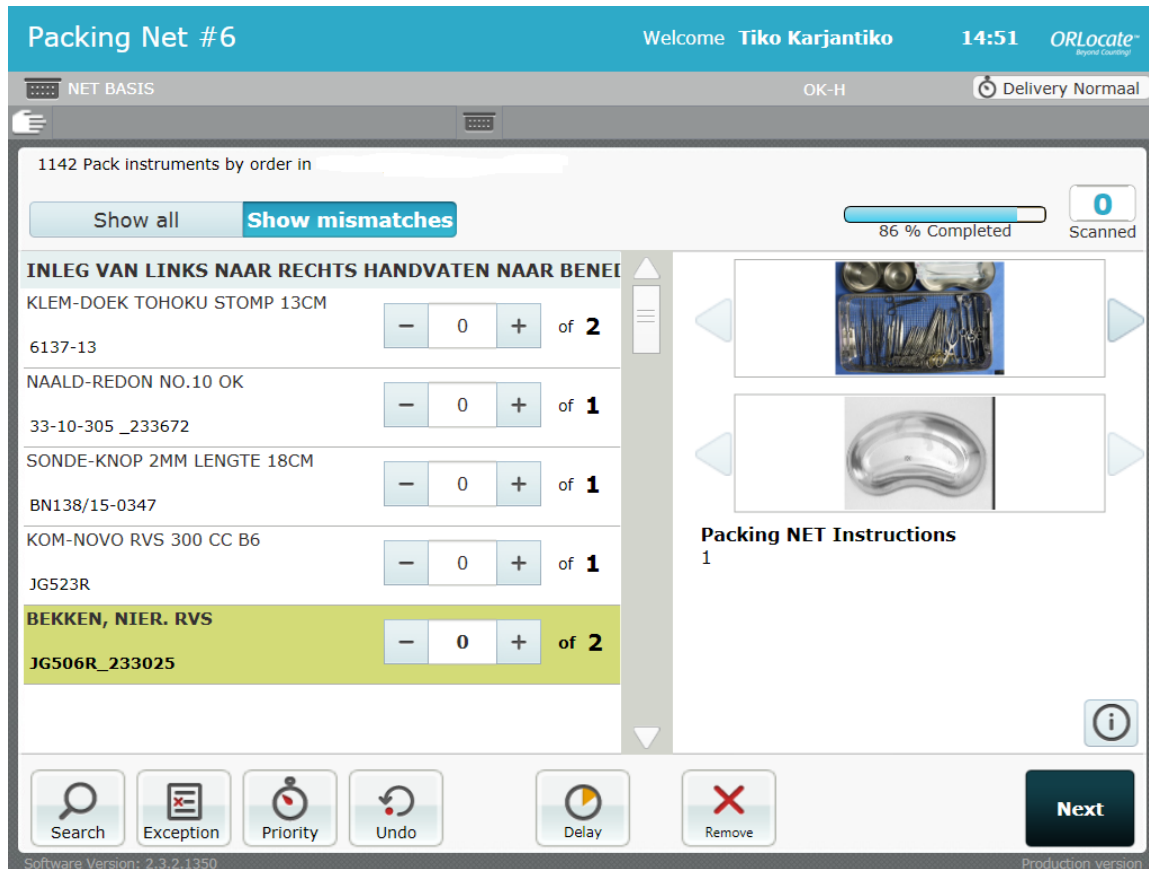 Packing Net #6
Welcome Tiko Karjantiko 14:51 ORLocate™
Beyond Counting!
NET BASIS OK-H Delivery Normaal
1142 Pack instruments by order in
Show all Show mismatches
86 % Completed
0
Scanned
INLEG VAN LINKS NAAR RECHTS HANDVATEN NAAR BENE
KLEM-DOEK TOHOKU STOMP 13CM
6137-13
− 0 + of 2
NAALD-REDON NO.10 OK
33-10-305 _233672
− 0 + of 1
SONDE-KNOP 2MM LENGTE 18CM
BN138/15-0347
− 0 + of 1
KOM-NOVO RVS 300 CC B6
JG523R
− 0 + of 1
BEKKEN, NIER. RVS
JG506R_233025
− 0 + of 2
Packing NET Instructions
1
Search Exception Priority Undo Delay Remove Next
Software Version: 2.3.2.1350 Production version